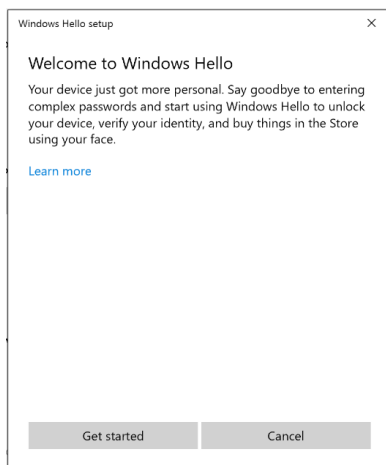 Windows Hello setup
Welcome to Windows Hello
Your device just got more personal. Say goodbye to entering
complex passwords and start using Windows Hello to unlock
your device, verify your identity, and buy things in the Store
using your face.
Learn more
Get started
Cancel